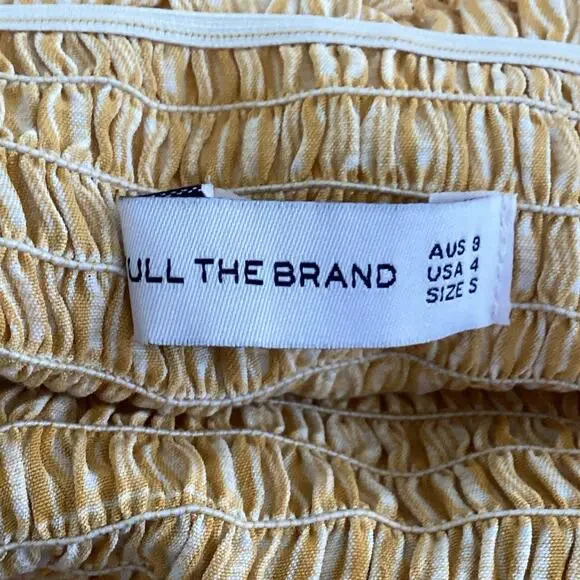 ULL THE BRAND
AUS 8
USA 4
SIZE S